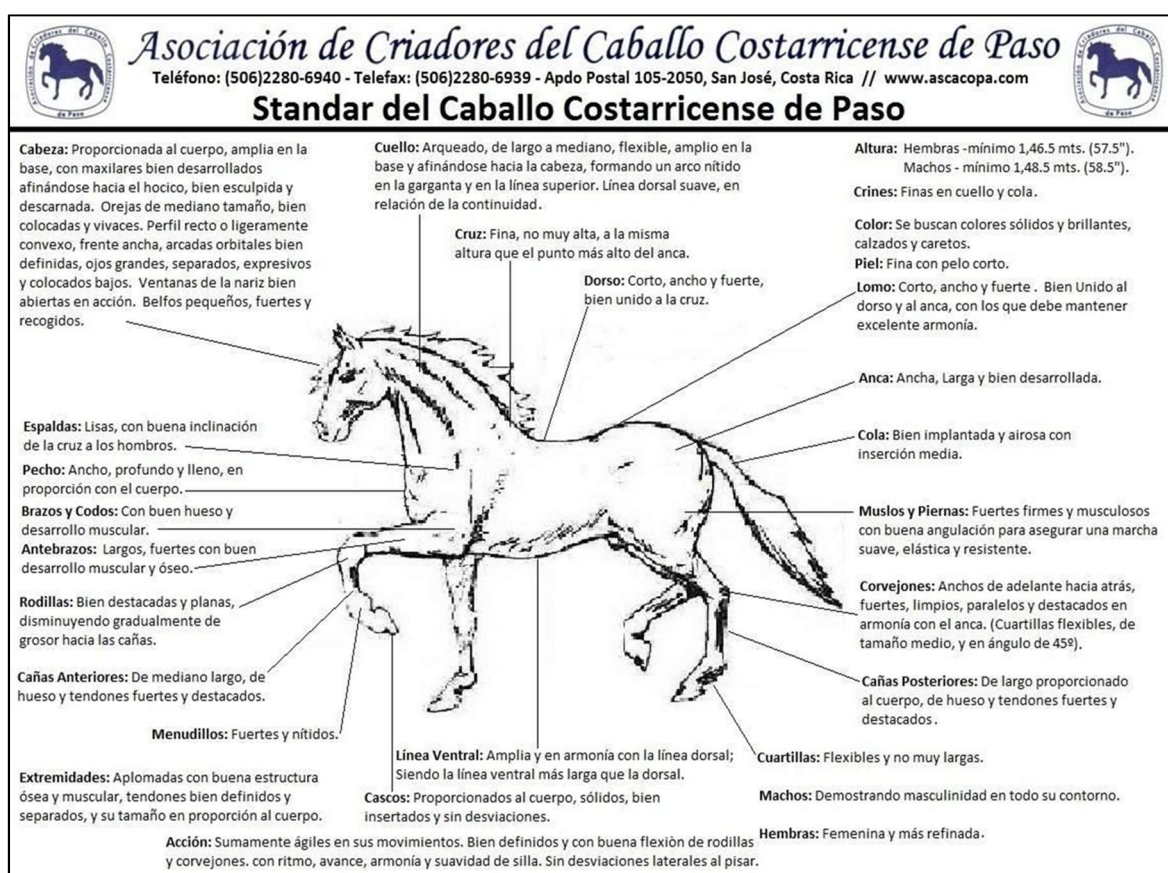 Asociación de Criadores del Caballo Costarricense de Paso
Teléfono: (506)2280-6940 - Telefax: (506)2280-6939 - Apdo Postal 105-2050, San José, Costa Rica // www.ascacopa.com
Standar del Caballo Costarricense de Paso
Asociación de Criadores del Caballo Costarricense
de Paso
Asociación de Criadores del Caballo Costarricense
de Paso
Cabeza: Proporcionada al cuerpo, amplia en la
base, con maxilares bien desarrollados
afinándose hacia el hocico, bien esculpida y
descarnada. Orejas de mediano tamaño, bien
colocadas y vivaces. Perfil recto o ligeramente
convexo, frente ancha, arcadas orbitales bien
definidas, ojos grandes, separados, expresivos
y colocados bajos. Ventanas de la nariz bien
abiertas en acción. Belfos pequeños, fuertes y
recogidos.
Cuello: Arqueado, de largo a mediano, flexible, amplio en la
base y afinándose hacia la cabeza, formando un arco nítido
en la garganta y en la línea superior. Línea dorsal suave, en
relación de la continuidad.
Cruz: Fina, no muy alta, a la misma
altura que el punto más alto del anca.
Dorso: Corto, ancho y fuerte,
bien unido a la cruz.
Altura: Hembras -mínimo 1,46.5 mts. (57.5").
Machos - mínimo 1,48.5 mts. (58.5").
Crines: Finas en cuello y cola.
Color: Se buscan colores sólidos y brillantes,
calzados y caretos.
Piel: Fina con pelo corto.
Lomo: Corto, ancho y fuerte . Bien Unido al
dorso y al anca, con los que debe mantener
excelente armonía.
Anca: Ancha, Larga y bien desarrollada.
Cola: Bien implantada y airosa con
inserción media.
Muslos y Piernas: Fuertes firmes y musculosos
con buena angulación para asegurar una marcha
suave, elástica y resistente.
Corvejones: Anchos de adelante hacia atrás,
fuertes, limpios, paralelos y destacados en
armonía con el anca. (Cuartillas flexibles, de
tamaño medio, y en ángulo de 45º).
Cañas Posteriores: De largo proporcionado
al cuerpo, de hueso y tendones fuertes y
destacados .
Espaldas: Lisas, con buena inclinación
de la cruz a los hombros.
Pecho: Ancho, profundo y lleno, en
proporción con el cuerpo.
Brazos y Codos: Con buen hueso y
desarrollo muscular.
Antebrazos: Largos, fuertes con buen
desarrollo muscular y óseo.
Rodillas: Bien destacadas y planas,
disminuyendo gradualmente de
grosor hacia las cañas.
Cañas Anteriores: De mediano largo, de
hueso y tendones fuertes y destacados.
Menudillos: Fuertes y nítidos.
Extremidades: Aplomadas con buena estructura
ósea y muscular, tendones bien definidos y
separados, y su tamaño en proporción al cuerpo.
Línea Ventral: Amplia y en armonía con la línea dorsal;
Siendo la línea ventral más larga que la dorsal.
Cascos: Proporcionados al cuerpo, sólidos, bien
insertados y sin desviaciones.
Cuartillas: Flexibles y no muy largas.
Machos: Demostrando masculinidad en todo su contorno.
Hembras: Femenina y más refinada.
Acción: Sumamente ágiles en sus movimientos. Bien definidos y con buena flexiòn de rodillas
y corvejones. con ritmo, avance, armonía y suavidad de silla. Sin desviaciones laterales al pisar.